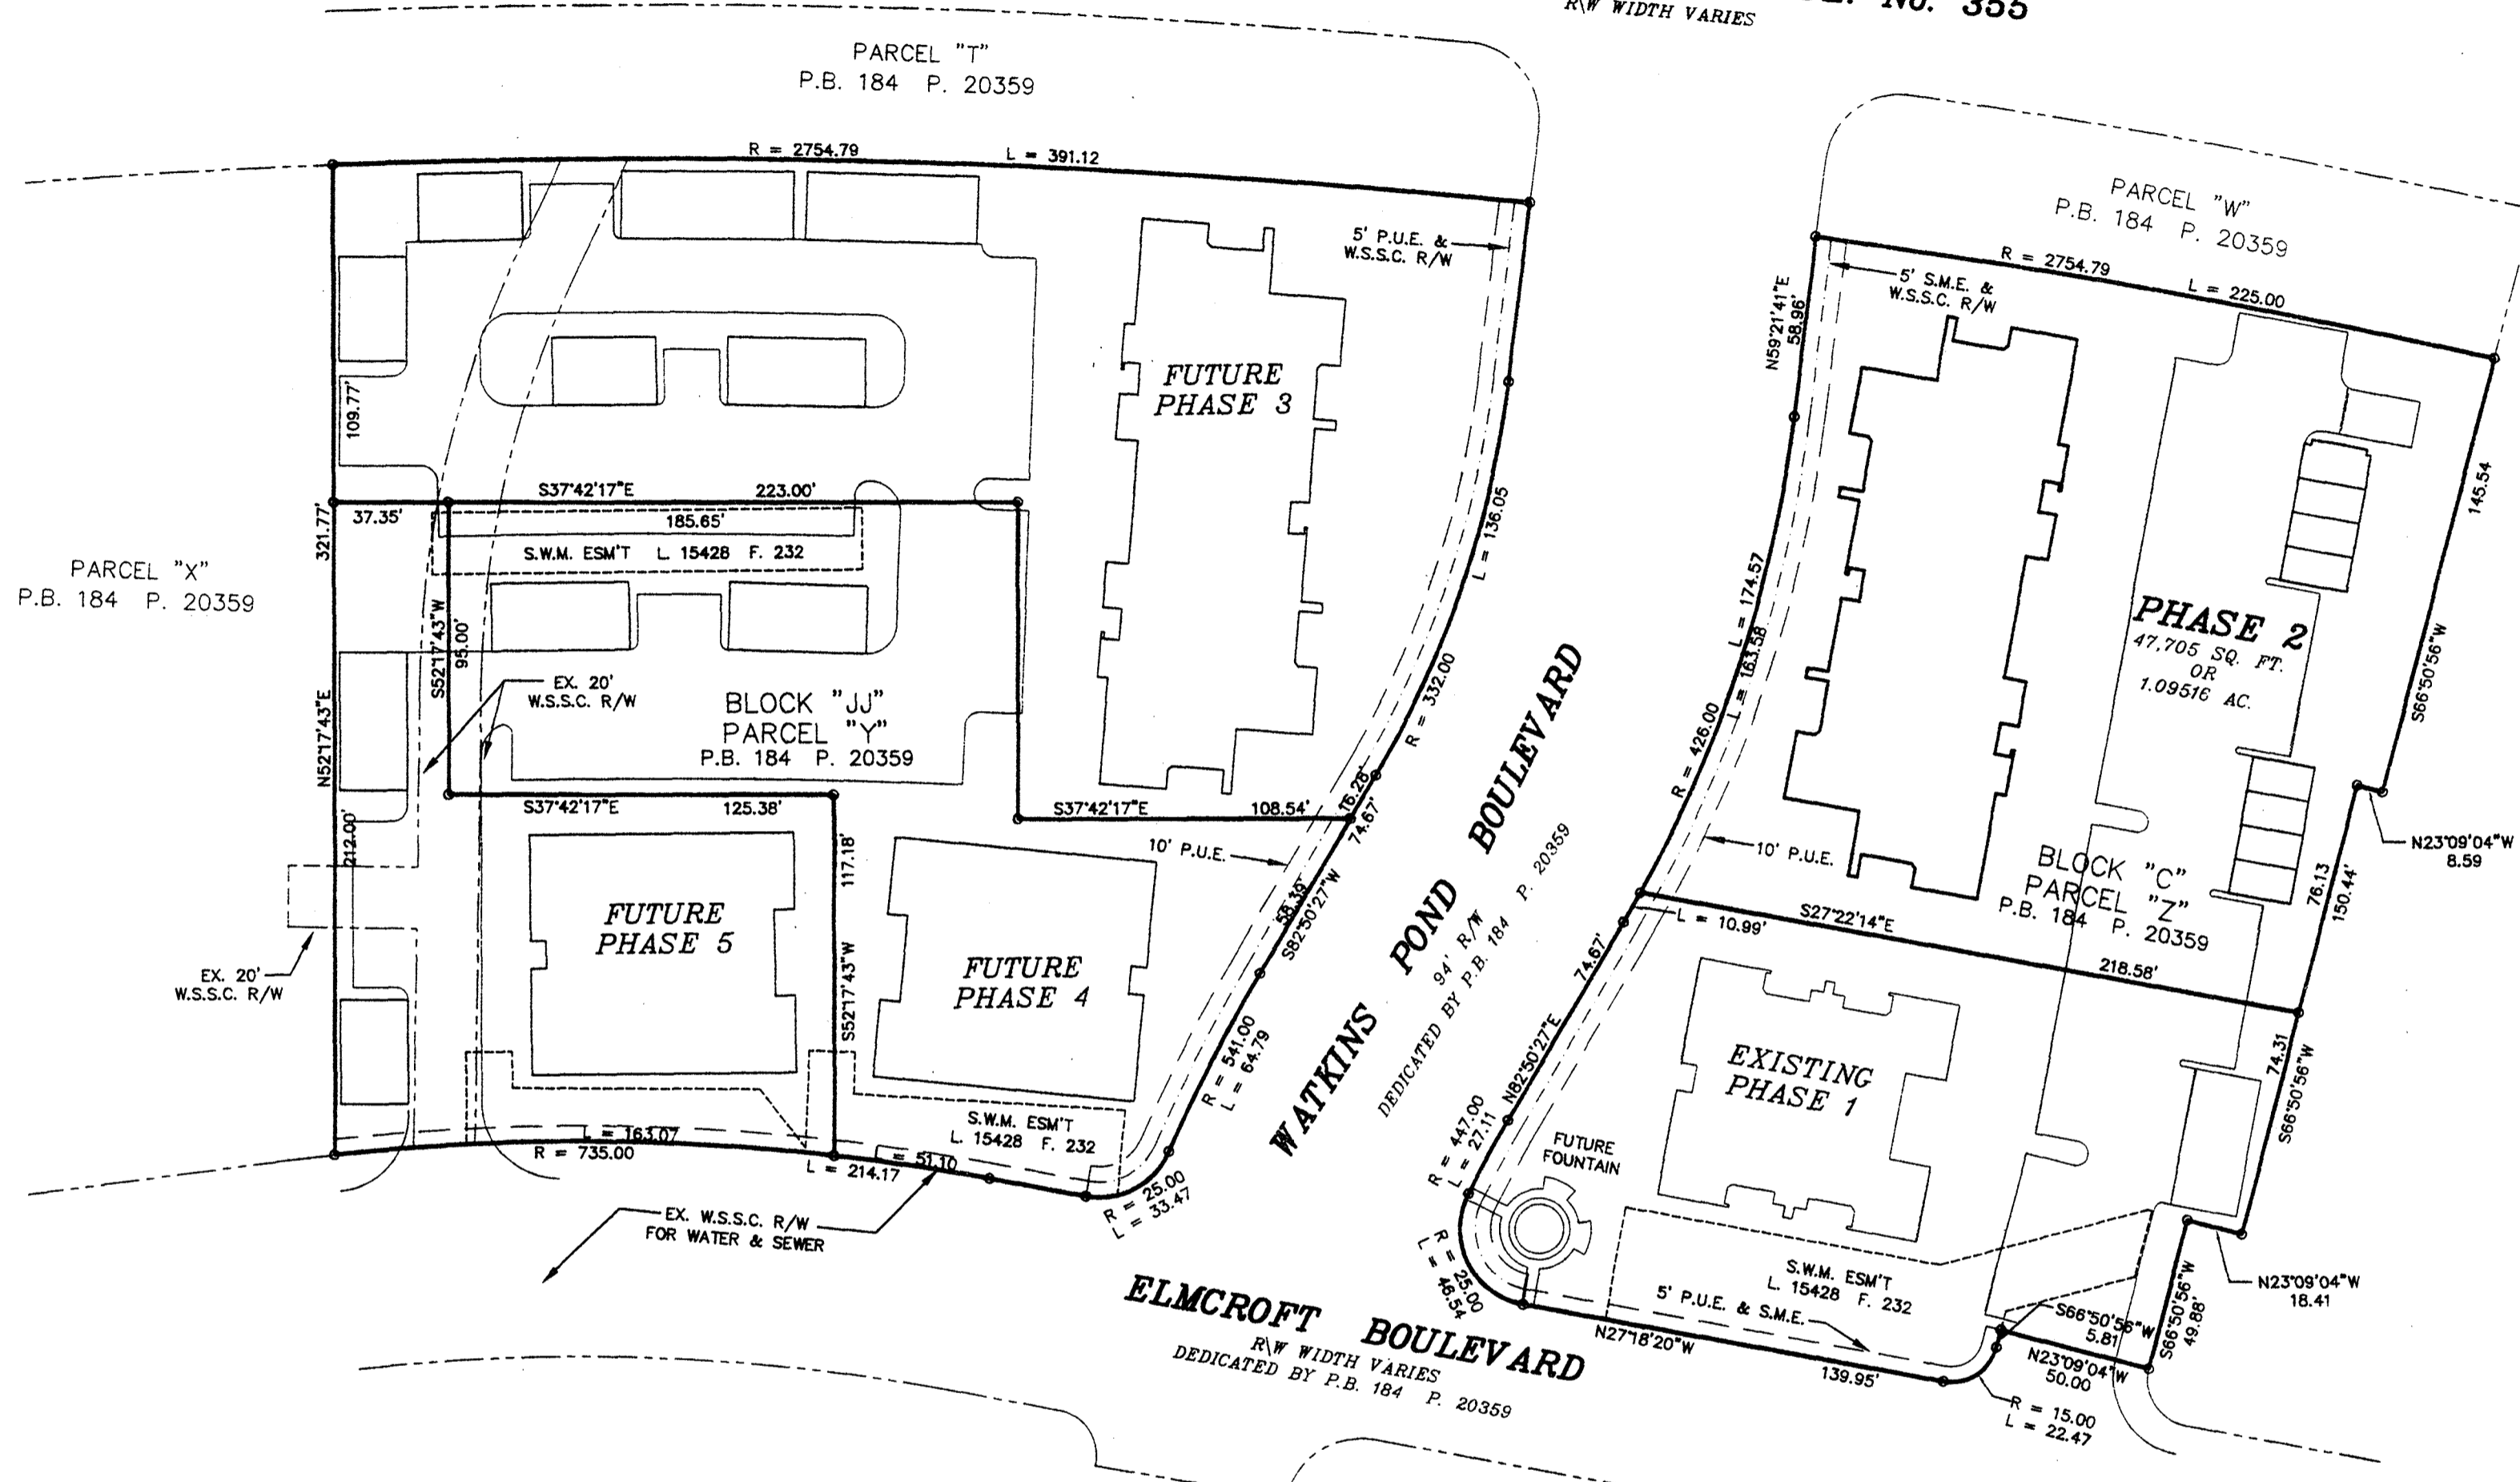 No. 355
R\W WIDTH VARIES
PARCEL "T"
P.B. 184 P. 20359
R = 2754.79 L = 391.12
PARCEL "W"
P.B. 184 P. 20359
R = 2754.79
L = 225.00
5' P.U.E. &
W.S.S.C. R/W
5' S.M.E. &
W.S.S.C. R/W
N59°21'41"E
58.96'
FUTURE
PHASE 3
109.77'
S37°42'17"E 223.00'
37.35'
185.65'
321.77'
S.W.M. ESM'T L. 15428 F. 232
L = 136.05
L = 174.57
L = 163.58
145.54
PARCEL "X"
P.B. 184 P. 20359
S52°17'43"W
95.00'
EX. 20'
W.S.S.C. R/W
N52°17'43"E
BLOCK "JJ"
PARCEL "Y"
P.B. 184 P. 20359
R = 332.00
R = 426.00
PHASE 2
47,705 SQ. FT.
OR
1.09516 AC.
S66°50'56"W
S37°42'17"E 125.38'
S37°42'17"E 108.54'
16.28'
74.67'
212.00'
117.18'
10' P.U.E.
10' P.U.E.
N23°09'04"W
8.59
BLOCK "C"
PARCEL "Z"
P.B. 184 P. 20359
76.13
150.44'
58.39'
S82°50'27"W
L = 10.99'
S27°22'14"E
218.58'
FUTURE
PHASE 5
FUTURE
PHASE 4
S52°17'43"W
EX. 20'
W.S.S.C. R/W
WATKINS POND BOULEVARD
94' R/W
DEDICATED BY P.B. 184 P. 20359
74.67'
N82°50'27"E
EXISTING
PHASE 1
74.31
S66°50'56"W
R = 541.00
L = 64.79
R = 447.00
L = 27.11
FUTURE
FOUNTAIN
S.W.M. ESM'T
L. 15428 F. 232
L = 163.07
R = 735.00
L = 51.10
L = 214.17
R = 25.00
L = 33.47
EX. W.S.S.C. R/W
FOR WATER & SEWER
R = 25.00
L = 46.54
S.W.M. ESM'T
L. 15428 F. 232
5' P.U.E. & S.M.E.
N23°09'04"W
18.41
S66°50'56"W
49.88'
S66°50'56"W
5.81
N23°09'04"W
50.00
N27°18'20"W
139.95'
R = 15.00
L = 22.47
ELMCROFT BOULEVARD
R\W WIDTH VARIES
DEDICATED BY P.B. 184 P. 20359